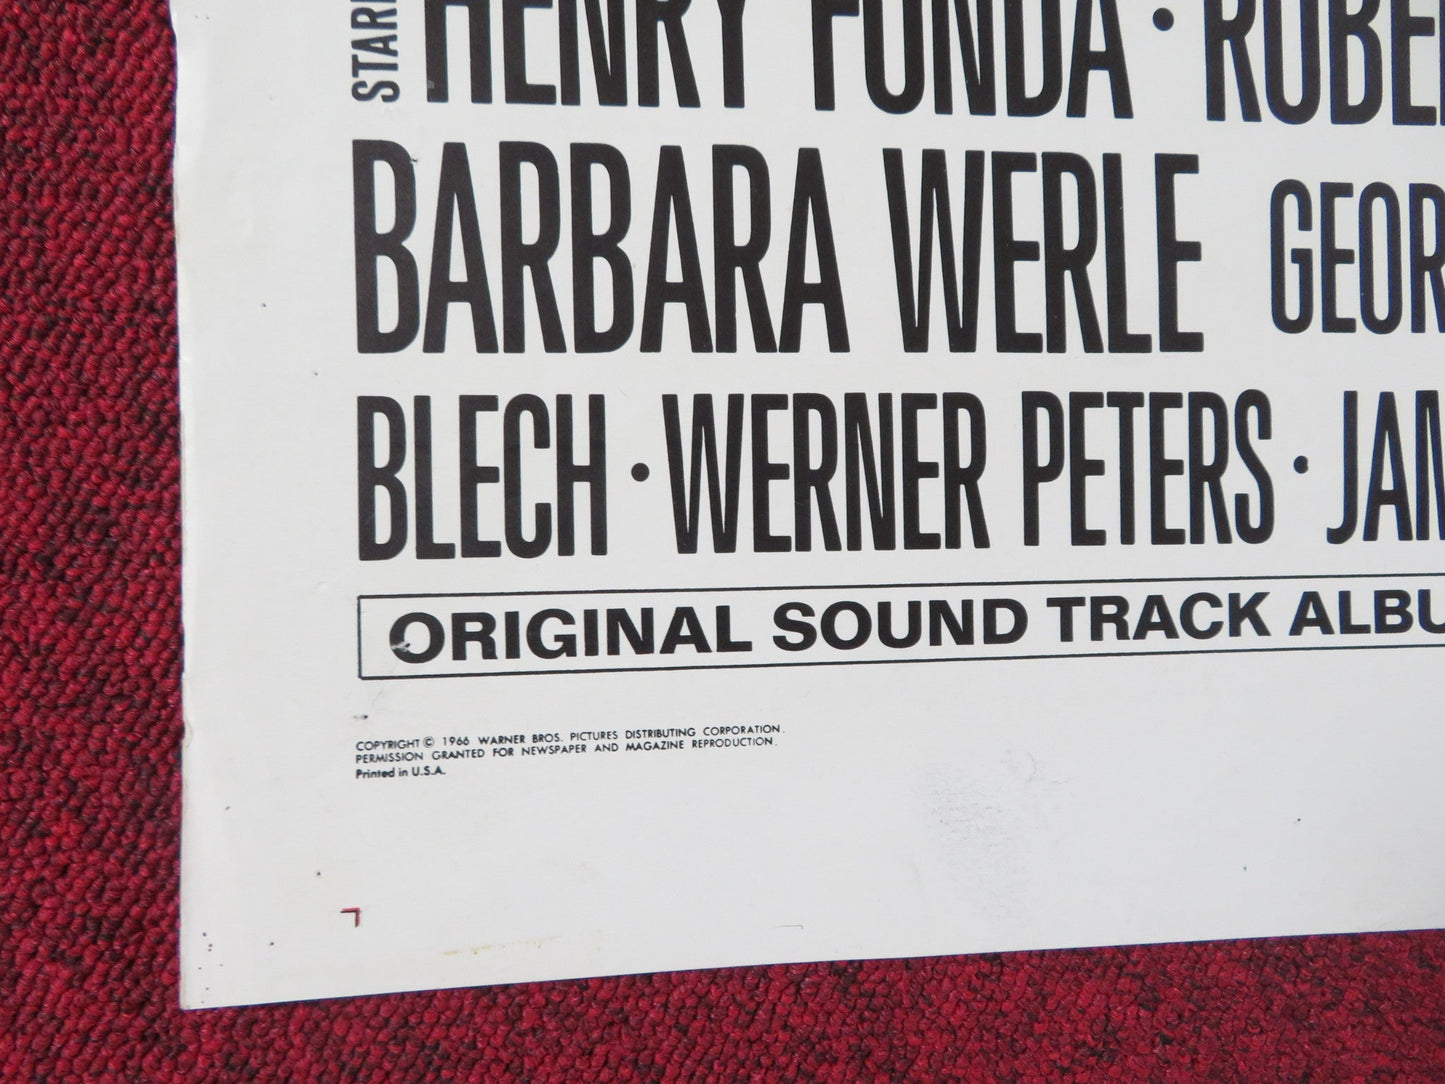 HENRY FONDA · ROBE
BARBARA WERLE GEOR
BLECH · WERNER PETERS · JAM
ORIGINAL SOUND TRACK ALBU
COPYRIGHT © 1966 WARNER BROS. PICTURES DISTRIBUTING CORPORATION.
PERMISSION GRANTED FOR NEWSPAPER AND MAGAZINE REPRODUCTION.
Printed in U.S.A.